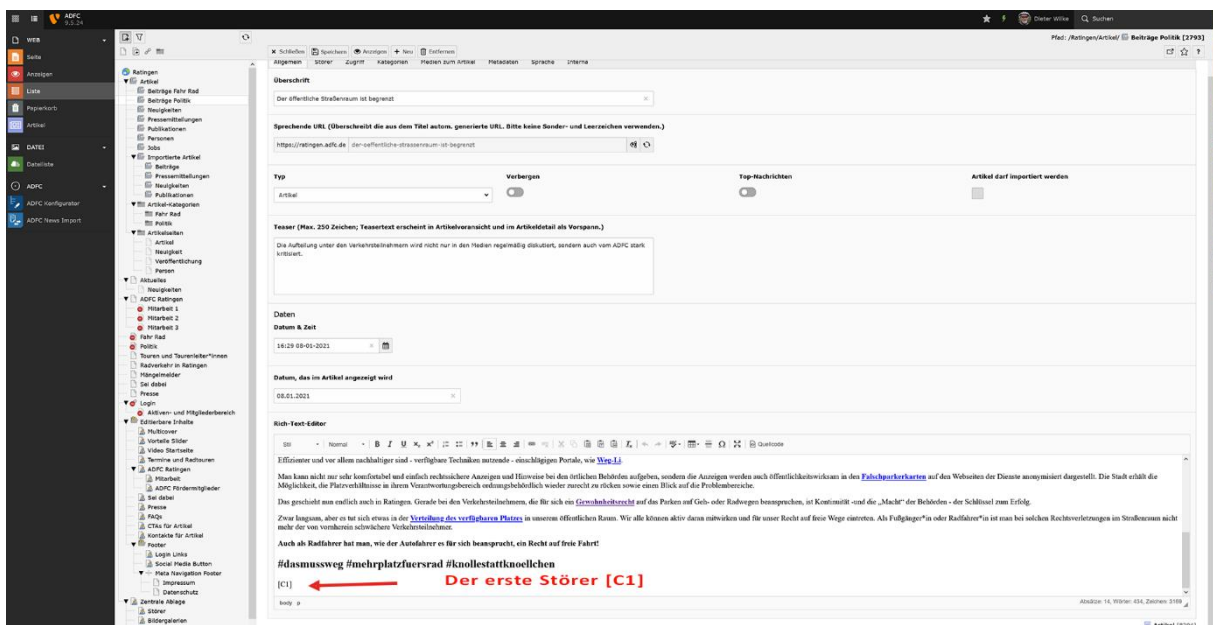 ADFC
9.5.24
Dieter Wilke
Suchen
WEB
Seite
Anzeigen
Liste
Papierkorb
Artikel
DATEI
Dateiliste
ADFC
ADFC Konfigurator
ADFC News Import
Ratingen
Artikel
Beiträge Fahr Rad
Beiträge Politik
Neuigkeiten
Pressemitteilungen
Publikationen
Personen
Jobs
Importierte Artikel
Beiträge
Pressemitteilungen
Neuigkeiten
Publikationen
Artikel-Kategorien
Fahr Rad
Politik
Artikelseiten
Artikel
Neuigkeit
Veröffentlichung
Person
Aktuelles
Neuigkeiten
ADFC Ratingen
Mitarbeit 1
Mitarbeit 2
Mitarbeit 3
Fahr Rad
Politik
Touren und Tourenleiter*innen
Radverkehr in Ratingen
Mängelmelder
Sei dabei
Presse
Login
Aktiven- und Mitgliederbereich
Editierbare Inhalte
Multicover
Vorteile Slider
Video Startseite
Termine und Radtouren
ADFC Ratingen
Mitarbeit
ADFC Fördermitglieder
Sei dabei
Presse
FAQs
CTAs für Artikel
Kontakte für Artikel
Footer
Login Links
Social Media Button
Meta Navigation Footer
Impressum
Datenschutz
Zentrale Ablage
Störer
Bildergalerien
Pfad: /Ratingen/Artikel/ Beiträge Politik [2793]
Schließen Speichern Anzeigen Neu Entfernen
Allgemein Störer Zugriff Kategorien Medien zum Artikel Metadaten Sprache Interna
Überschrift
Der öffentliche Straßenraum ist begrenzt
Sprechende URL (Überschreibt die aus dem Titel autom. generierte URL. Bitte keine Sonder- und Leerzeichen verwenden.)
https://ratingen.adfc.de der-oeffentliche-strassenraum-ist-begrenzt
Typ Verbergen Top-Nachrichten Artikel darf importiert werden
Artikel
Teaser (Max. 250 Zeichen; Teasertext erscheint in Artikelvoransicht und im Artikeldetail als Vorspann.)
Die Aufteilung unter den Verkehrsteilnehmern wird nicht nur in den Medien regelmäßig diskutiert, sondern auch vom ADFC stark
kritisiert.
Daten
Datum & Zeit
16:29 08-01-2021
Datum, das im Artikel angezeigt wird
08.01.2021
Rich-Text-Editor
Stil Normal B I U Quellcode
Effizienter und vor allem nachhaltiger sind - verfügbare Techniken nutzende - einschlägigen Portale, wie Weg-Li.
Man kann nicht nur sehr komfortabel und einfach rechtssichere Anzeigen und Hinweise bei den örtlichen Behörden aufgeben, sondern die Anzeigen werden auch öffentlichkeitswirksam in den Falschparkerkarten auf den Webseiten der Dienste anonymisiert dargestellt. Die Stadt erhält die
Möglichkeit, die Platzverhältnisse in ihrem Verantwortungsbereich ordnungsbehördlich wieder zurecht zu rücken sowie einen Blick auf die Problembereiche.
Das geschieht nun endlich auch in Ratingen. Gerade bei den Verkehrsteilnehmern, die für sich ein Gewohnheitsrecht auf das Parken auf Geh- oder Radwegen beanspruchen, ist Kontinuität -und die „Macht“ der Behörden - der Schlüssel zum Erfolg.
Zwar langsam, aber es tut sich etwas in der Verteilung des verfügbaren Platzes in unserem öffentlichen Raum. Wir alle können aktiv daran mitwirken und für unser Recht auf freie Wege eintreten. Als Fußgänger*in oder Radfahrer*in ist man bei solchen Rechtsverletzungen im Straßenraum nicht
mehr der von vornherein schwächere Verkehrsteilnehmer.
Auch als Radfahrer hat man, wie der Autofahrer es für sich beansprucht, ein Recht auf freie Fahrt!
#dasmussweg #mehrplatzfuersrad #knollestattknoellchen
[C1]
Der erste Störer [C1]
body p
Absätze: 14, Wörter: 454, Zeichen: 3169